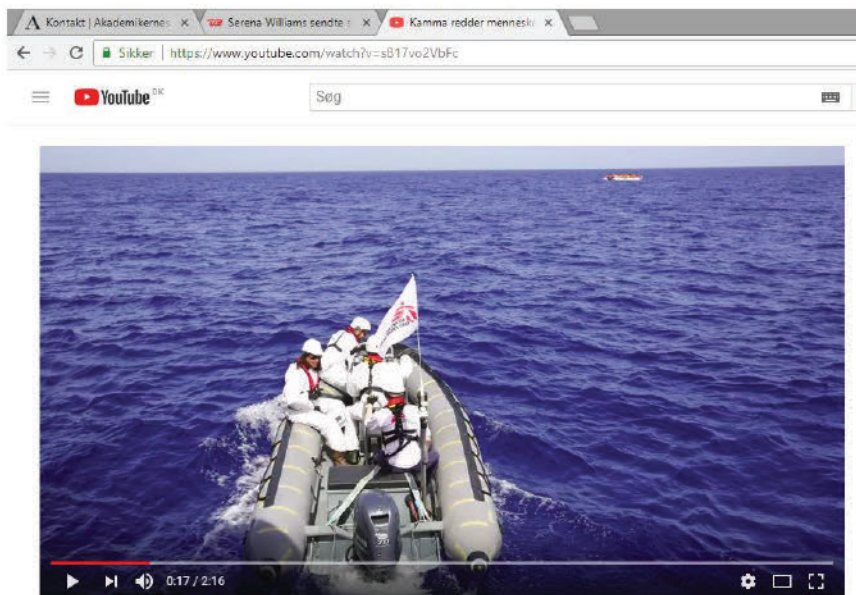 Kontakt | Akademikernes
Serena Williams sendte s
Kamma redder menneske
Sikker | https://www.youtube.com/watch?v=sB17vo2VbFc
YouTube DK
Søg
0:17 / 2:16